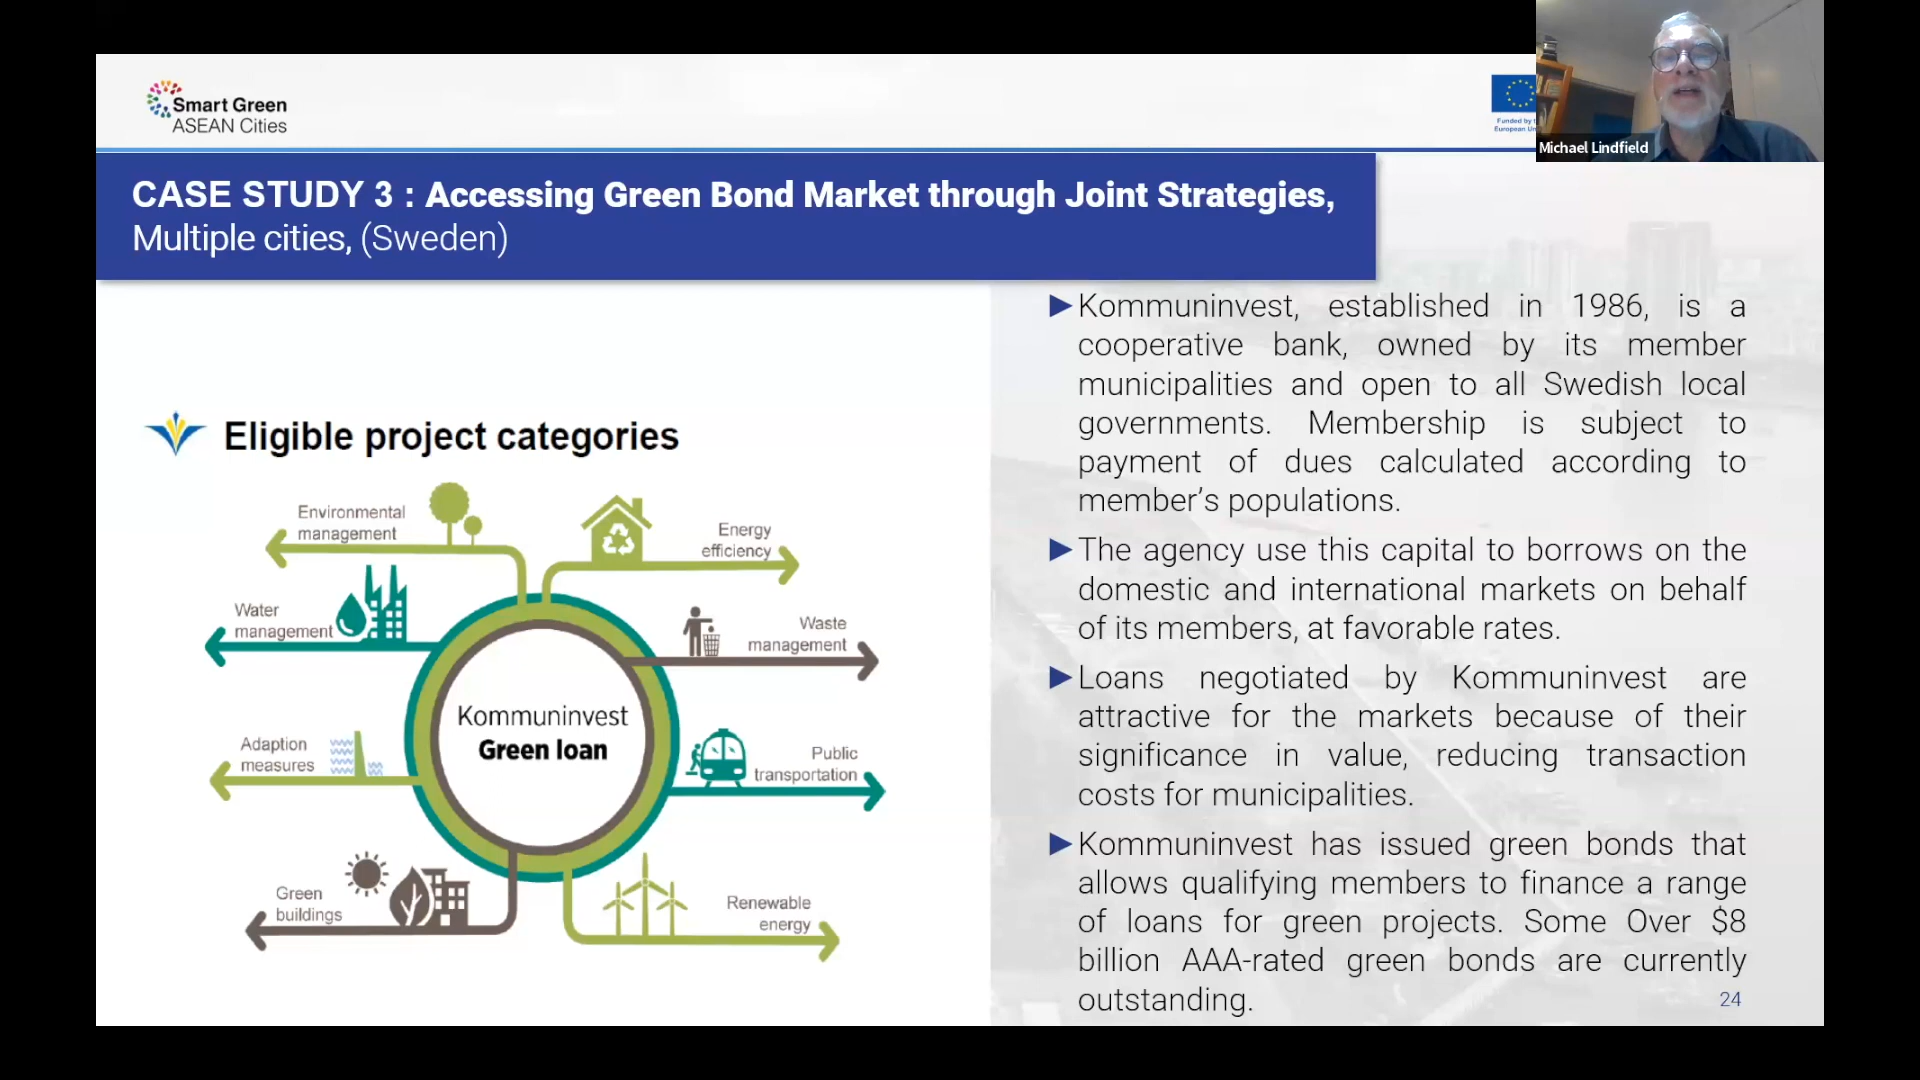 Smart Green
ASEAN Cities
Funded by
European Un
Michael Lindfield
CASE STUDY 3 : Accessing Green Bond Market through Joint Strategies,
Multiple cities, (Sweden)
Eligible project categories
Environmental
management
Energy
efficiency
Water
management
Waste
management
Kommuninvest
Green loan
Adaption
measures
Public
transportation
Green
buildings
Renewable
energy
►Kommuninvest, established in 1986, is a
cooperative bank, owned by its member
municipalities and open to all Swedish local
governments. Membership is subject to
payment of dues calculated according to
member’s populations.
►The agency use this capital to borrows on the
domestic and international markets on behalf
of its members, at favorable rates.
►Loans negotiated by Kommuninvest are
attractive for the markets because of their
significance in value, reducing transaction
costs for municipalities.
►Kommuninvest has issued green bonds that
allows qualifying members to finance a range
of loans for green projects. Some Over $8
billion AAA-rated green bonds are currently
outstanding.
24